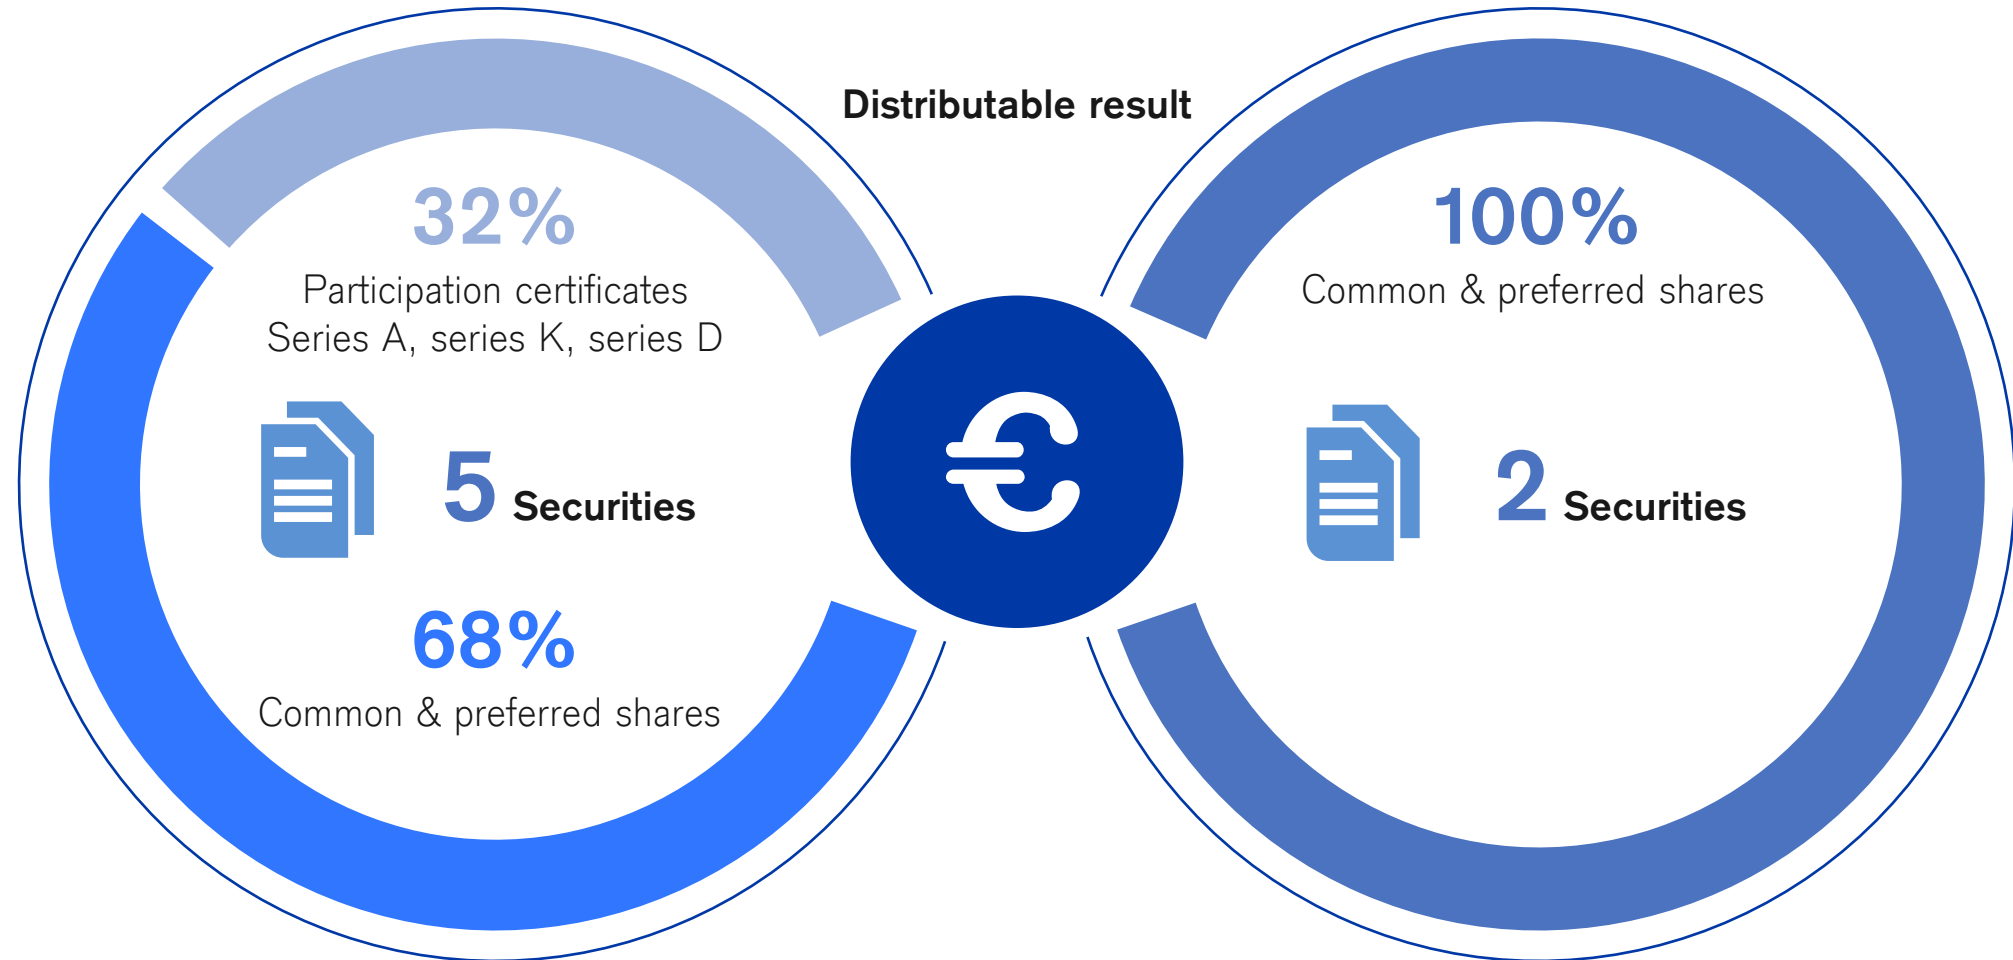 Distributable result
32%
Participation certificates
Series A, series K, series D
5 Securities
68%
Common & preferred shares
€
100%
Common & preferred shares
2 Securities